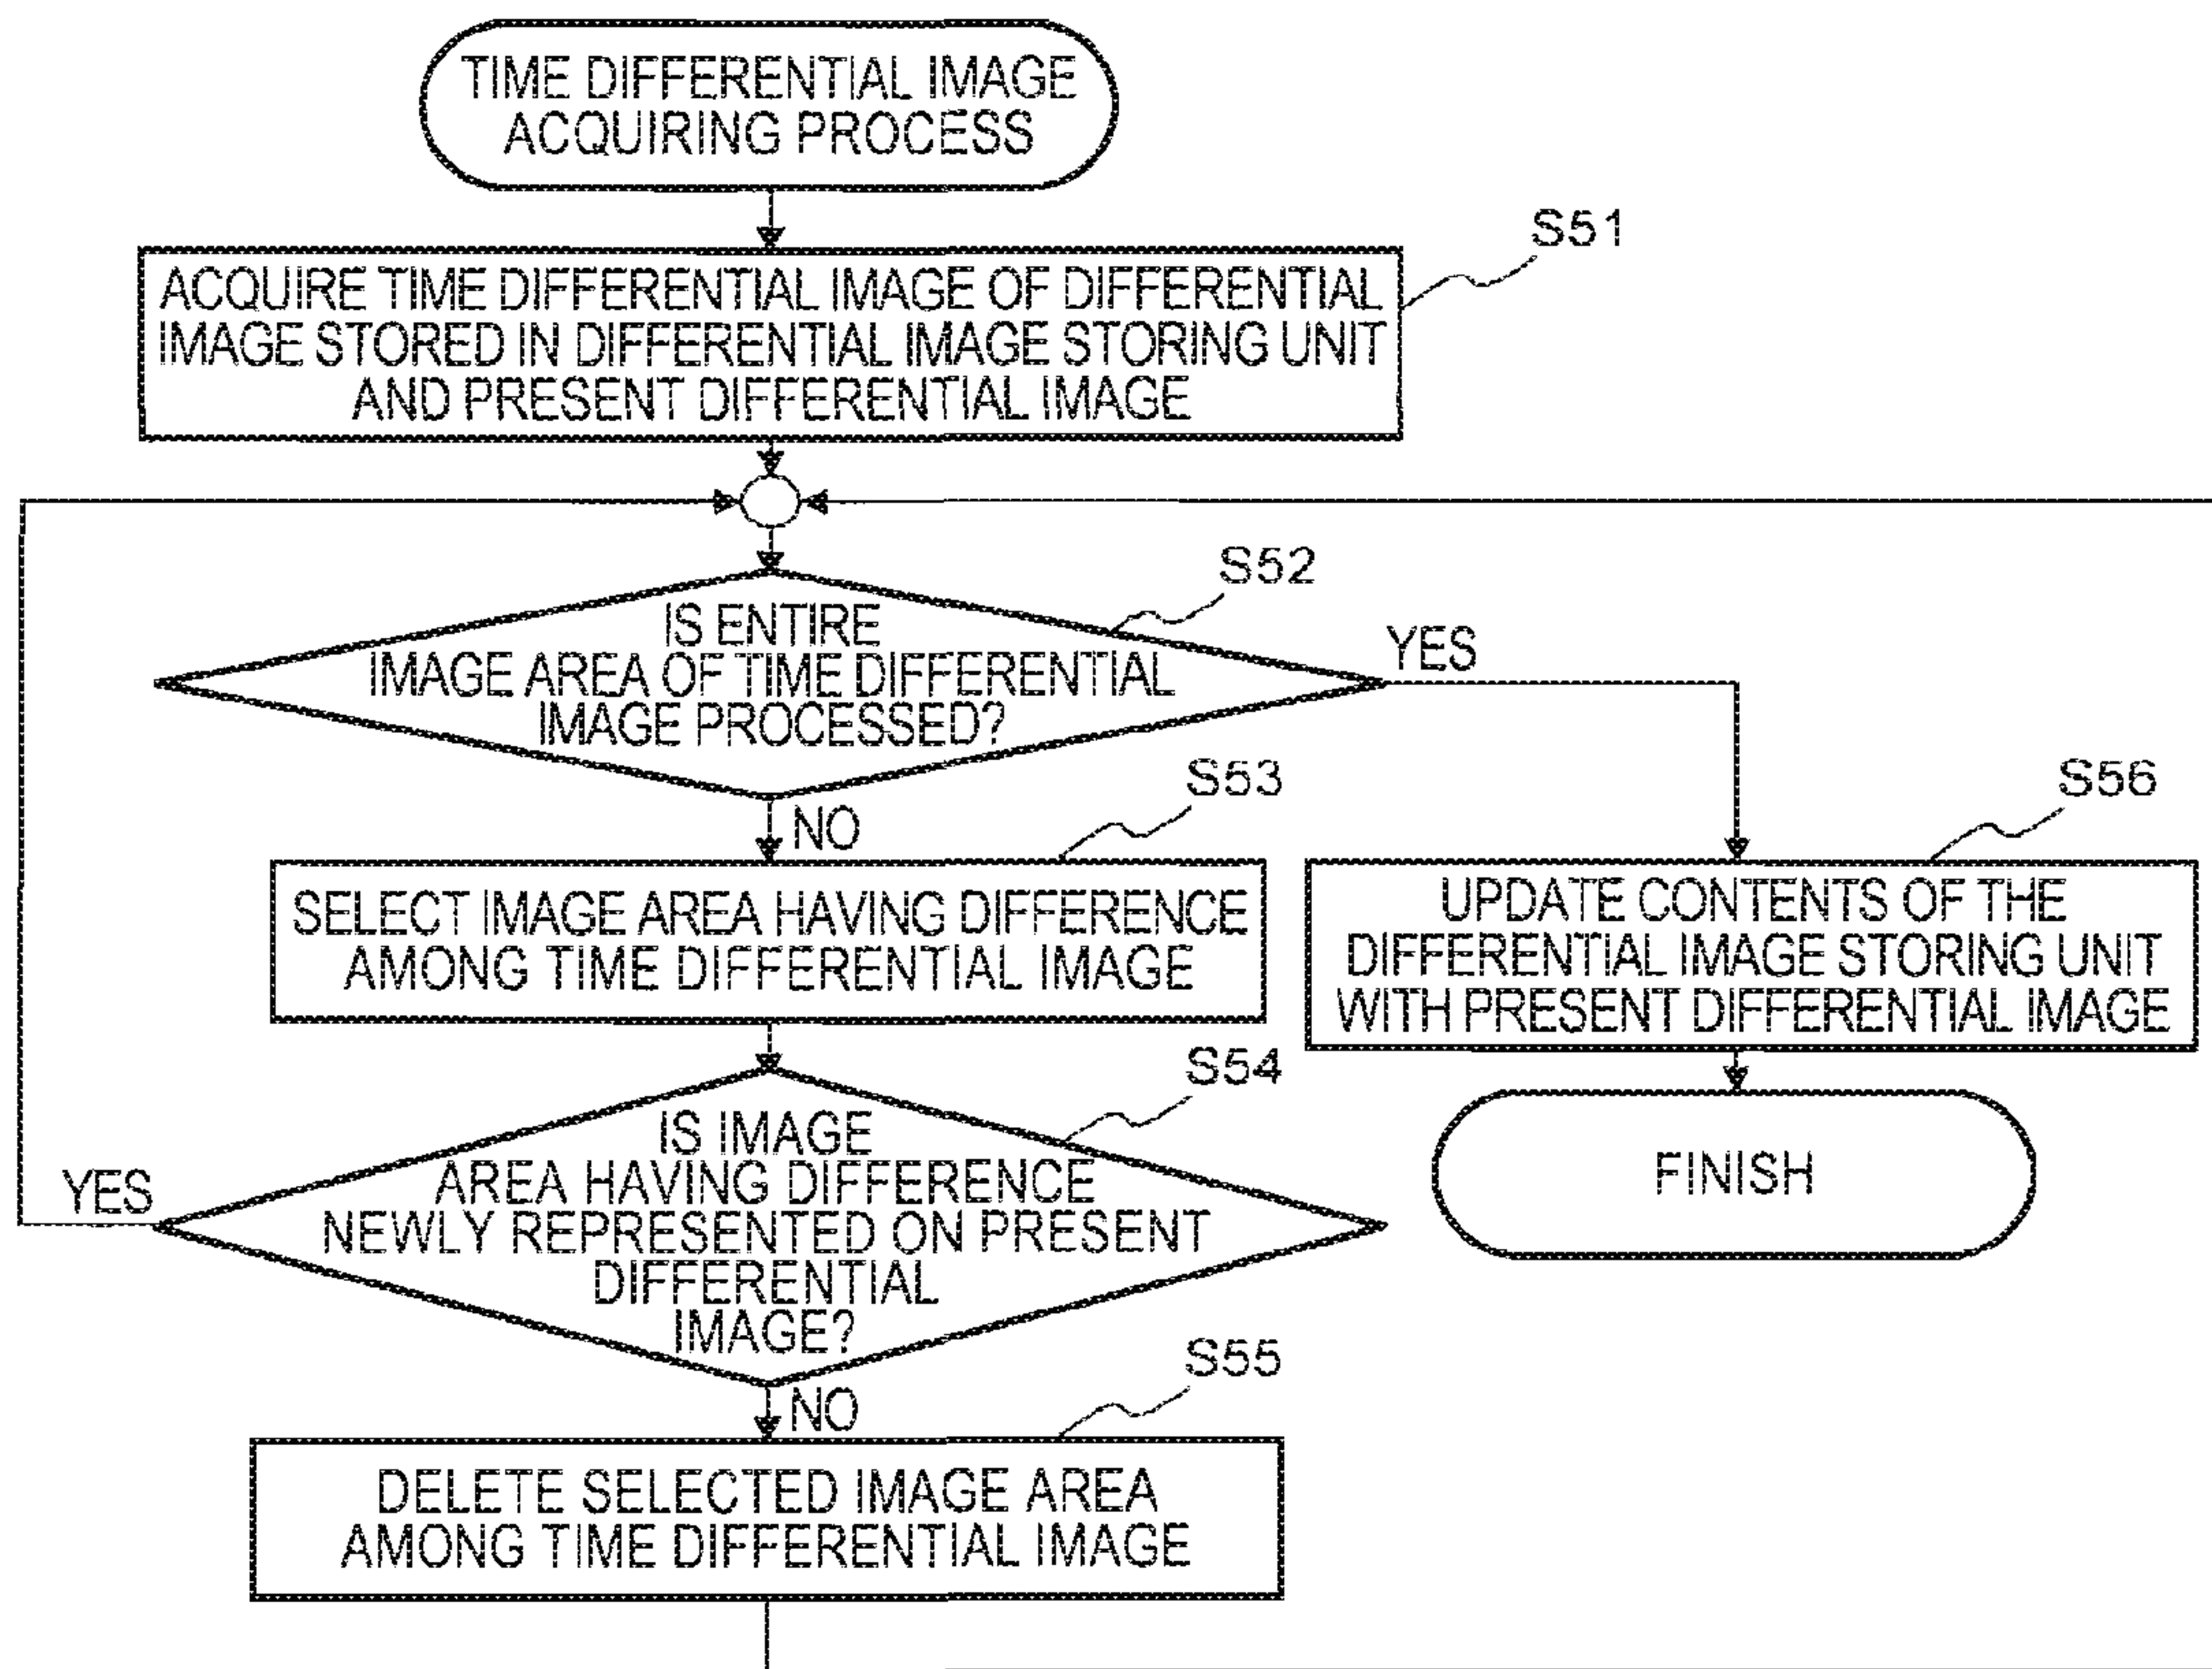 TIME DIFFERENTIAL IMAGE
ACQUIRING PROCESS
S51
ACQUIRE TIME DIFFERENTIAL IMAGE OF DIFFERENTIAL
IMAGE STORED IN DIFFERENTIAL IMAGE STORING UNIT
AND PRESENT DIFFERENTIAL IMAGE
S52
IS ENTIRE
IMAGE AREA OF TIME DIFFERENTIAL
IMAGE PROCESSED?
YES
NO
S53
SELECT IMAGE AREA HAVING DIFFERENCE
AMONG TIME DIFFERENTIAL IMAGE
S56
UPDATE CONTENTS OF THE
DIFFERENTIAL IMAGE STORING UNIT
WITH PRESENT DIFFERENTIAL IMAGE
S54
IS IMAGE
AREA HAVING DIFFERENCE
NEWLY REPRESENTED ON PRESENT
DIFFERENTIAL
IMAGE?
YES
FINISH
NO
S55
DELETE SELECTED IMAGE AREA
AMONG TIME DIFFERENTIAL IMAGE